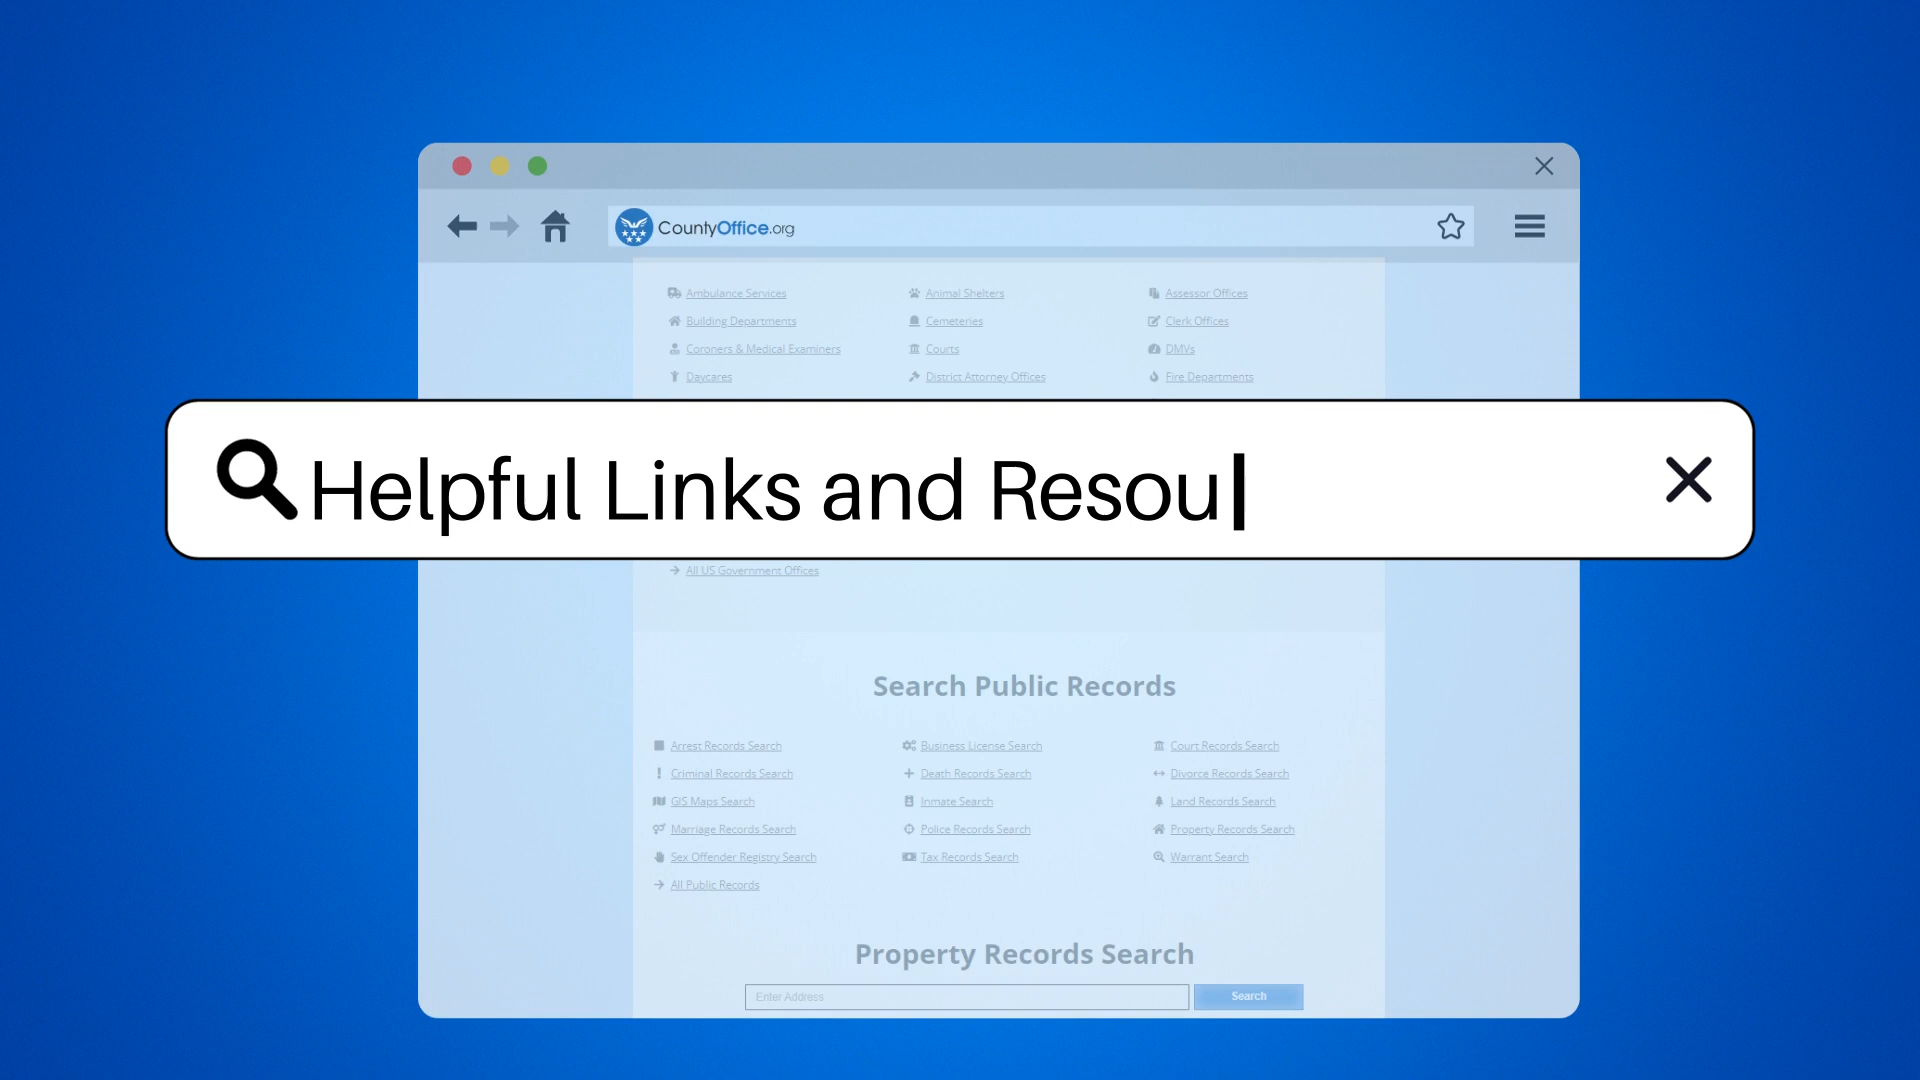 CountyOffice.org
Ambulance Services Animal Shelters Assessor Offices
Building Departments Cemeteries Clerk Offices
Coroners & Medical Examiners Courts DMVs
Daycares District Attorney Offices Fire Departments
Helpful Links and Resou
All US Government Offices
Search Public Records
Arrest Records Search Business License Search Court Records Search
Criminal Records Search Death Records Search Divorce Records Search
GIS Maps Search Inmate Search Land Records Search
Marriage Records Search Police Records Search Property Records Search
Sex Offender Registry Search Tax Records Search Warrant Search
All Public Records
Property Records Search
Enter Address Search